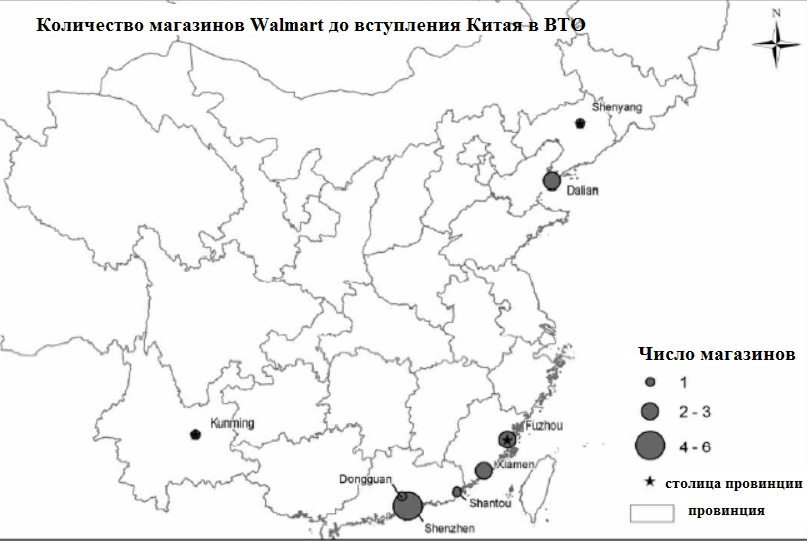 Количество магазинов Walmart до вступления Китая в ВТО
N
Shenyang
Dalian
Число магазинов
1
2 - 3
4 - 6
столица провинции
провинция
Kunming
Fuzhou
Xiamen
Dongguan
Shantou
Shenzhen